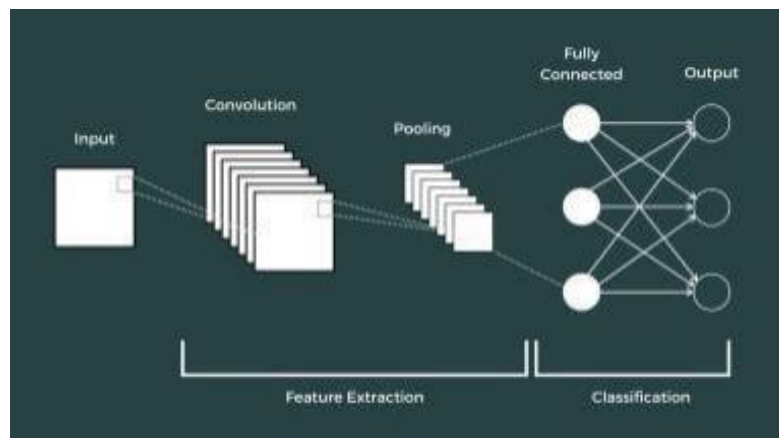 Fully
Connected
Output
Convolution
Pooling
Input
Feature Extraction
Classification